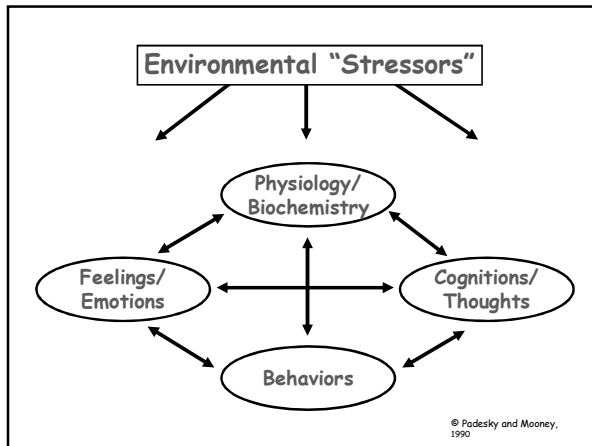 Environmental “Stressors”
Physiology/
Biochemistry
Feelings/
Emotions
Cognitions/
Thoughts
Behaviors
© Padesky and Mooney,
1990